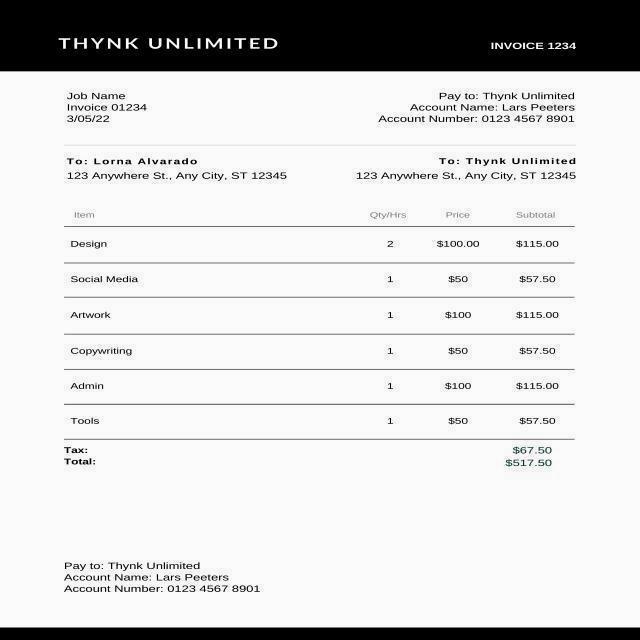 THYNK UNLIMITED
INVOICE 1234
Job Name
Invoice 01234
3/05/22
Pay to: Thynk Unlimited
Account Name: Lars Peeters
Account Number: 0123 4567 8901
To: Lorna Alvarado
123 Anywhere St., Any City, ST 12345
To: Thynk Unlimited
123 Anywhere St., Any City, ST 12345
Item Qty/Hrs Price Subtotal
Design 2 $100.00 $115.00
Social Media 1 $50 $57.50
Artwork 1 $100 $115.00
Copywriting 1 $50 $57.50
Admin 1 $100 $115.00
Tools 1 $50 $57.50
Tax: $67.50
Total: $517.50
Pay to: Thynk Unlimited
Account Name: Lars Peeters
Account Number: 0123 4567 8901